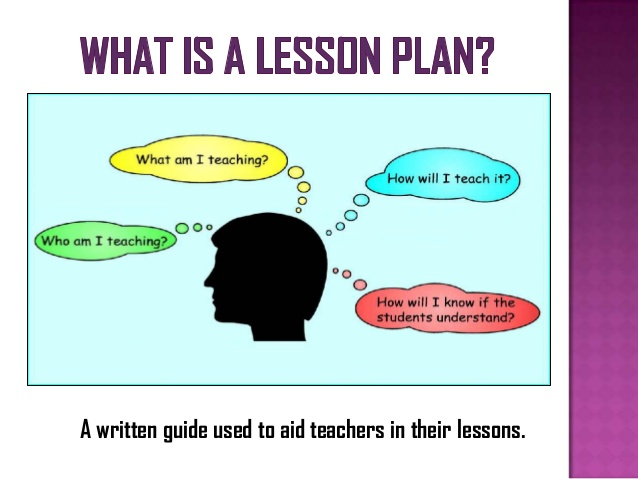 WHAT IS A LESSON PLAN?
What am I teaching?
How will I teach it?
Who am I teaching?
How will I know if the
students understand?
A written guide used to aid teachers in their lessons.